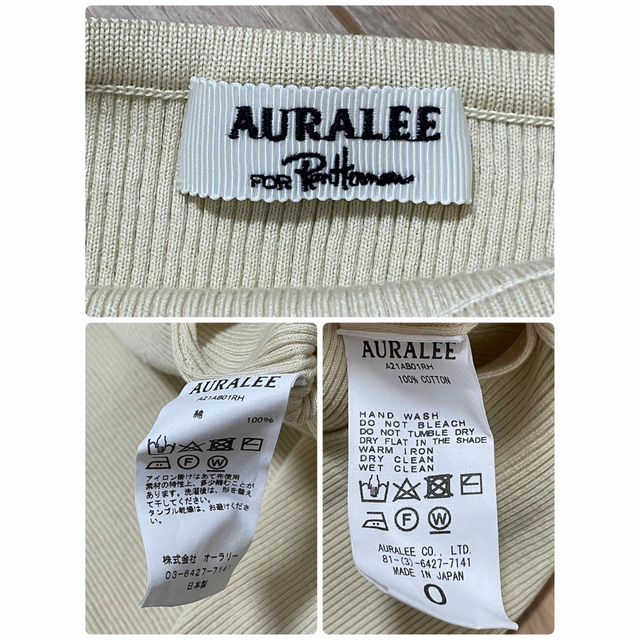 AURALEE
FOR Ron Herman
AURALEE
A21AB01RH
綿 100%
アイロン掛けはあて布使用
素材の特性上、多少縮むことが
あります。洗濯後は、形を整え
て干してください。
タンブル乾燥は、お避けくださ
い。
株式会社 オーラリー
03-6427-7141
日本製
AURALEE
A21AB01RH
100% COTTON
HAND WASH
DO NOT BLEACH
DO NOT TUMBLE DRY
DRY FLAT IN THE SHADE
WARM IRON
DRY CLEAN
WET CLEAN
AURALEE CO., LTD.
81-(3)-6427-7141
MADE IN JAPAN
0